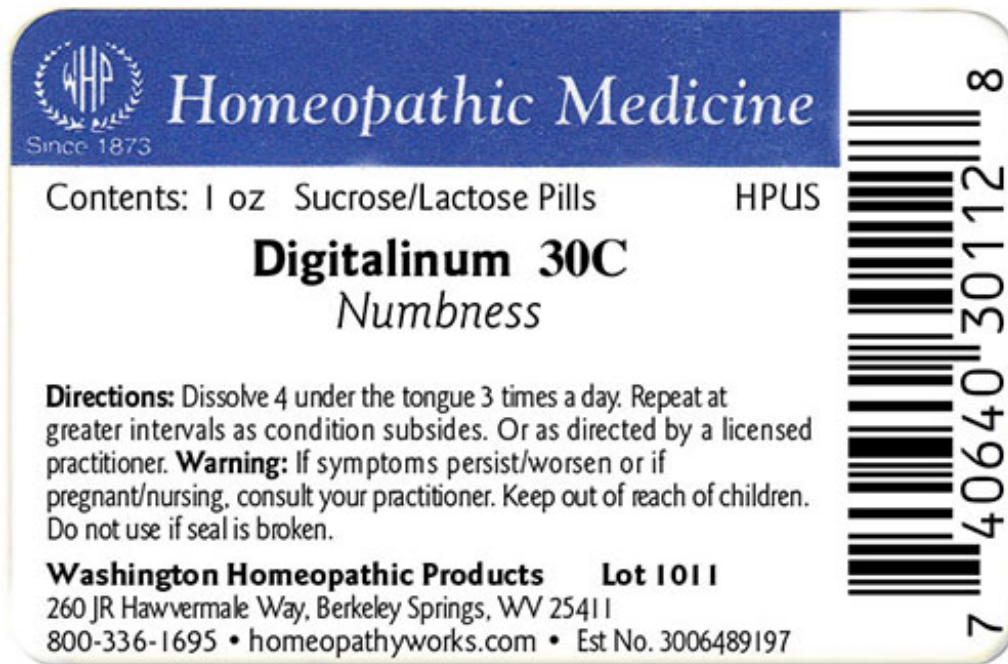 WHP
Since 1873
Homeopathic Medicine
Contents: 1 oz Sucrose/Lactose Pills HPUS
Digitalinum 30C
Numbness
Directions: Dissolve 4 under the tongue 3 times a day. Repeat at
greater intervals as condition subsides. Or as directed by a licensed
practitioner. Warning: If symptoms persist/worsen or if
pregnant/nursing, consult your practitioner. Keep out of reach of children.
Do not use if seal is broken.
Washington Homeopathic Products Lot 1011
260 JR Hawvermale Way, Berkeley Springs, WV 25411
800-336-1695 • homeopathyworks.com • Est No. 3006489197
7 40640 30112 8